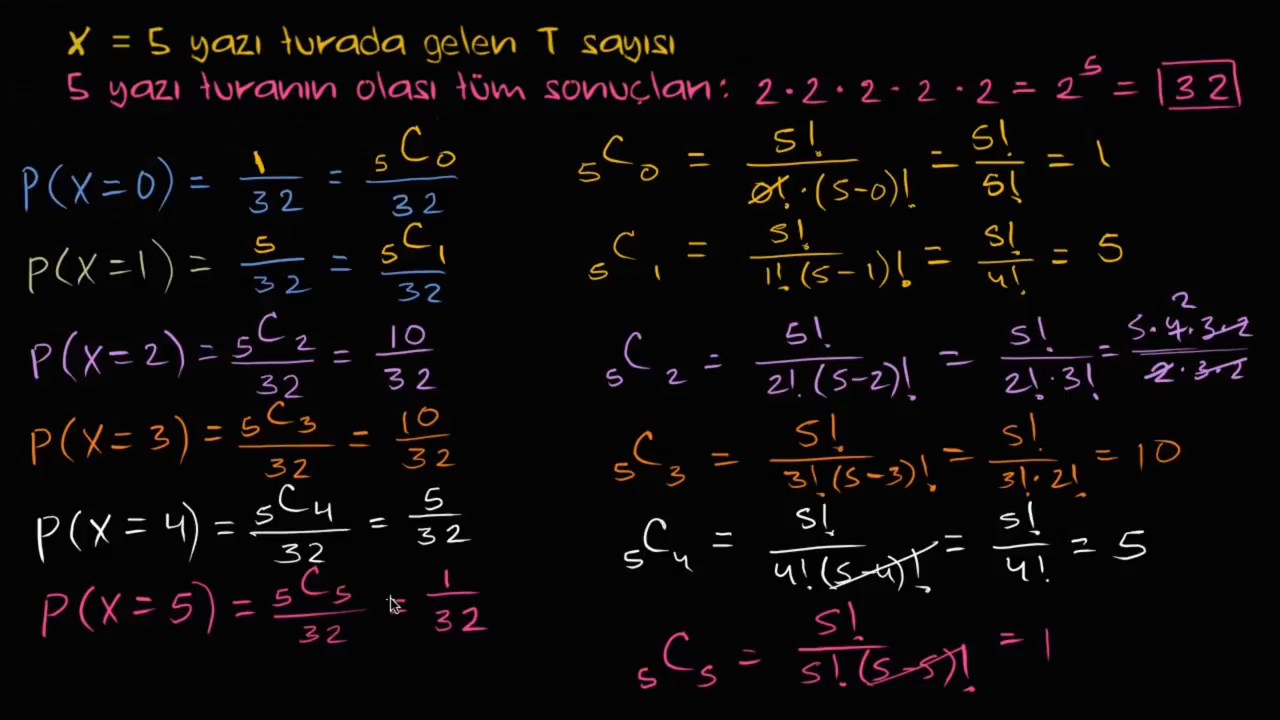 X = 5 yazı turada gelen T sayısı
5 yazı turanın olası tüm sonuçları: 2 · 2 · 2 · 2 · 2 = 2⁵ = 32
P(X=0) = 1/32 = ₅C₀/32
₅C₀ = 5!/(0!·(5-0)!) = 5!/5! = 1
P(X=1) = 5/32 = ₅C₁/32
₅C₁ = 5!/(1!(5-1)!) = 5!/4! = 5
P(X=2) = ₅C₂/32 = 10/32
₅C₂ = 5!/(2!·(5-2)!) = 5!/(2!·3!) = 5·4·3·2/(2·3·2) 2
P(X=3) = ₅C₃/32 = 10/32
₅C₃ = 5!/(3!(5-3)!) = 5!/(3!·2!) = 10
P(X=4) = ₅C₄/32 = 5/32
₅C₄ = 5!/(4!(5-4)!) = 5!/4! = 5
P(X=5) = ₅C₅/32 = 1/32
₅C₅ = 5!/(5!(5-5)!) = 1